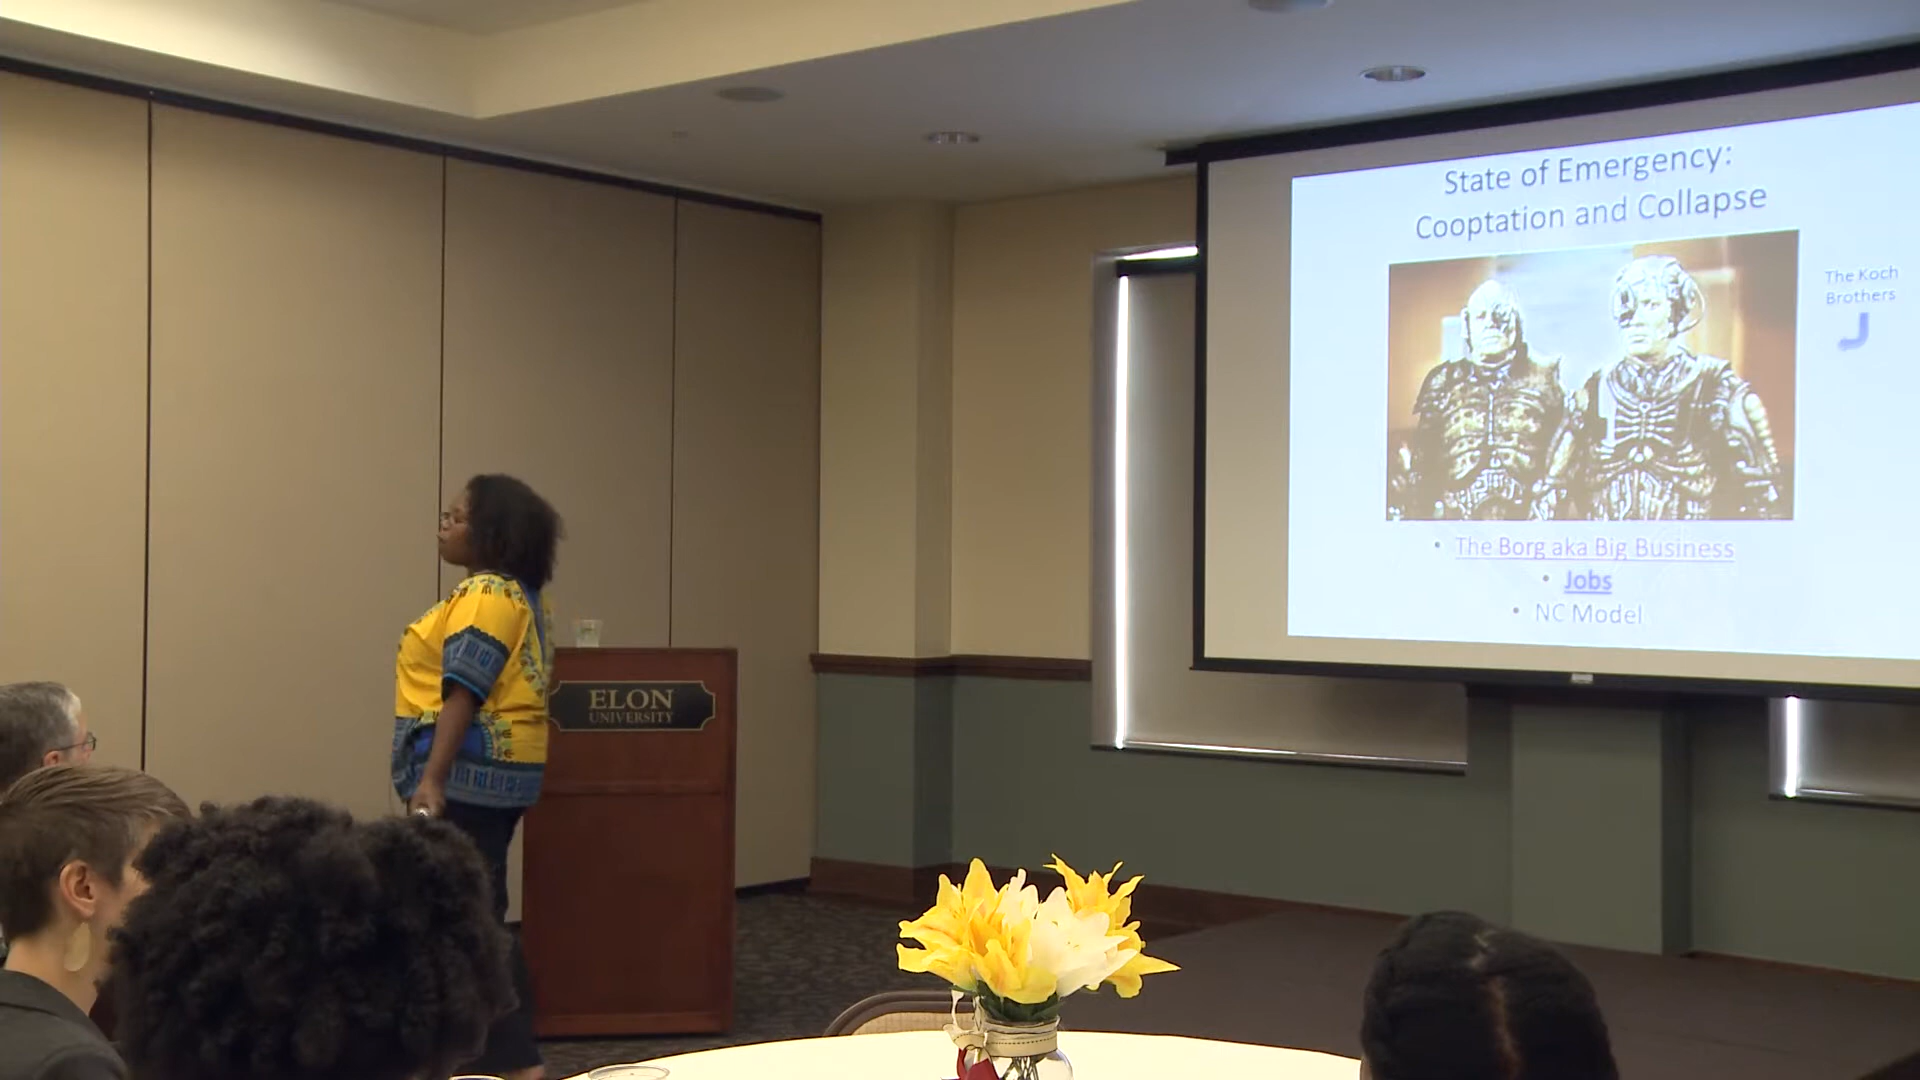 State of Emergency:
Cooptation and Collapse
The Koch
Brothers
J
• The Borg aka Big Business
• Jobs
• NC Model
ELON
UNIVERSITY